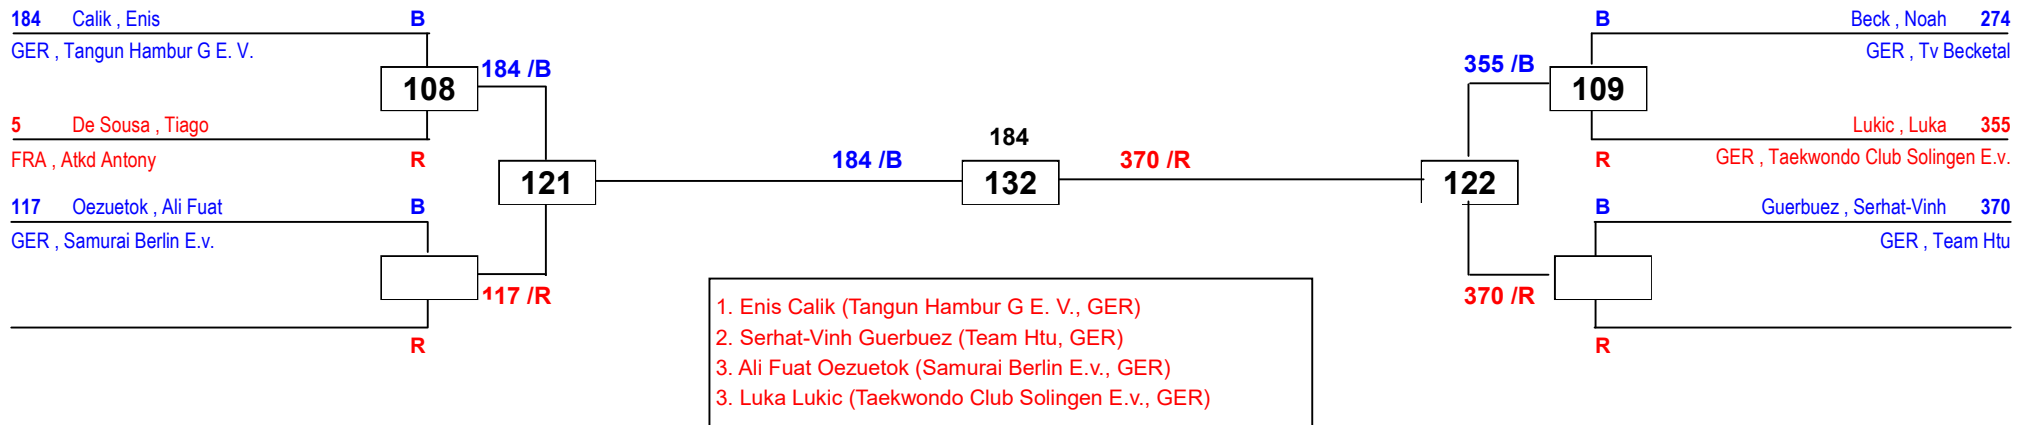 184 Calik , Enis B
GER , Tangun Hambur G E. V.
108
184 /B
5 De Sousa , Tiago
FRA , Atkd Antony R
121
117 Oezuetok , Ali Fuat B
GER , Samurai Berlin E.v.
117 /R
R
184 /B
184
132
370 /R
B Beck , Noah 274
GER , Tv Becketal
355 /B
109
Lukic , Luka 355
R GER , Taekwondo Club Solingen E.v.
122
B Guerbuez , Serhat-Vinh 370
GER , Team Htu
370 /R
R
1. Enis Calik (Tangun Hambur G E. V., GER)
2. Serhat-Vinh Guerbuez (Team Htu, GER)
3. Ali Fuat Oezuetok (Samurai Berlin E.v., GER)
3. Luka Lukic (Taekwondo Club Solingen E.v., GER)